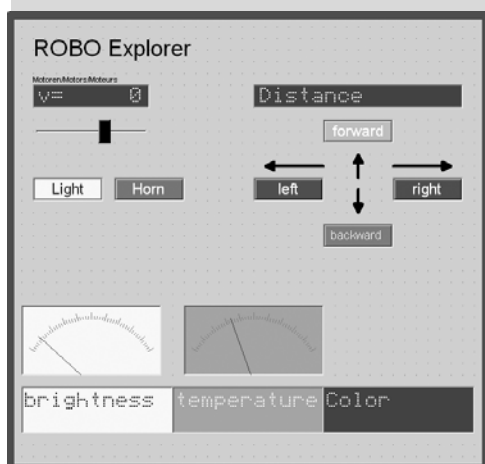 ROBO Explorer
Motoren/Motors/Moteurs
v= 0
Distance
forward
Light Horn left right
backward
brightness temperature Color